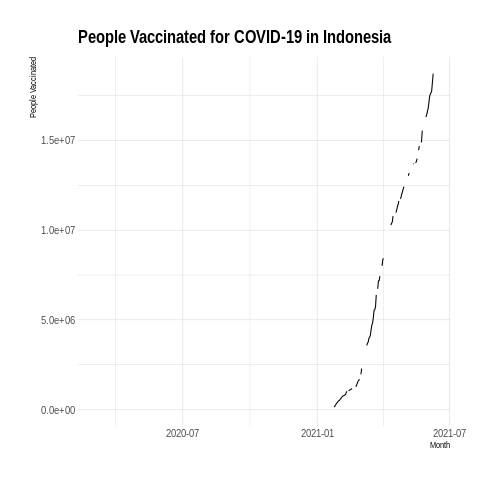 People Vaccinated for COVID-19 in Indonesia
People Vaccinated
1.5e+07
1.0e+07
5.0e+06
0.0e+00
2020-07
2021-01
2021-07
Month